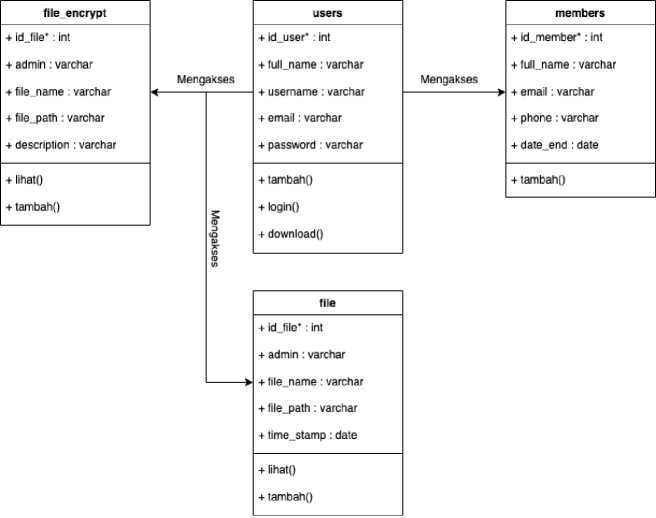 file_encrypt
+ id_file* : int
+ admin : varchar
+ file_name : varchar
+ file_path : varchar
+ description : varchar
+ lihat()
+ tambah()
Mengakses
users
+ id_user* : int
+ full_name : varchar
+ username : varchar
+ email : varchar
+ password : varchar
+ tambah()
+ login()
+ download()
Mengakses
members
+ id_member* : int
+ full_name : varchar
+ email : varchar
+ phone : varchar
+ date_end : date
+ tambah()
Mengakses
file
+ id_file* : int
+ admin : varchar
+ file_name : varchar
+ file_path : varchar
+ time_stamp : date
+ lihat()
+ tambah()